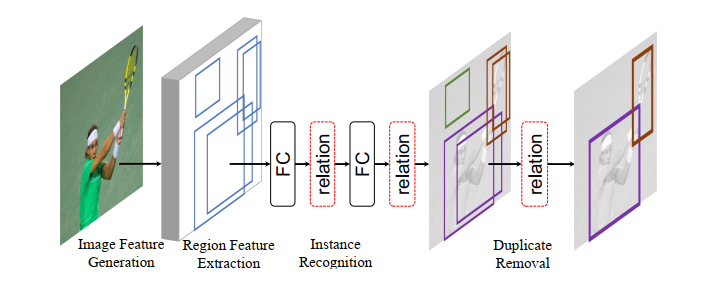 FC
relation
FC
relation
relation
Image Feature
Generation
Region Feature
Extraction
Instance
Recognition
Duplicate
Removal